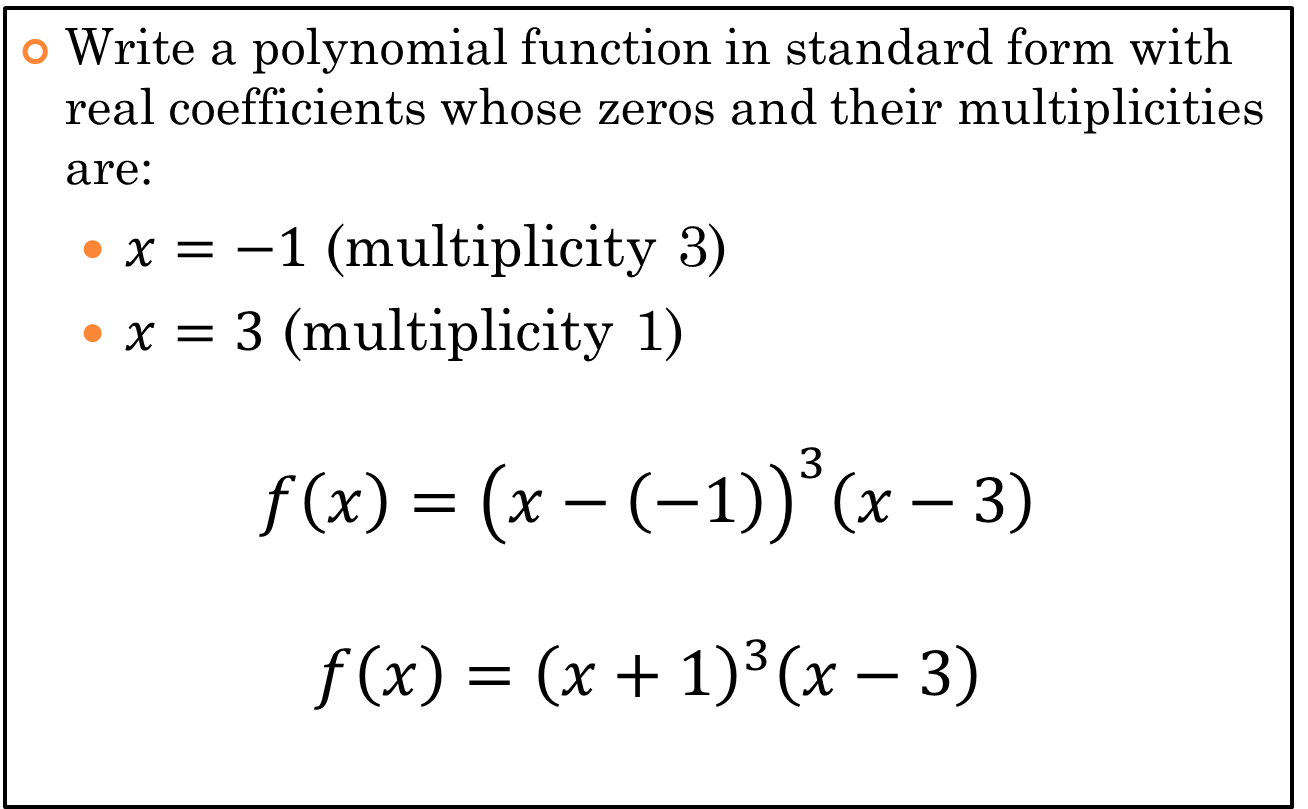 Write a polynomial function in standard form with
real coefficients whose zeros and their multiplicities
are:
x = −1 (multiplicity 3)
x = 3 (multiplicity 1)
f(x) = (x − (−1))³(x − 3)
f(x) = (x + 1)³(x − 3)